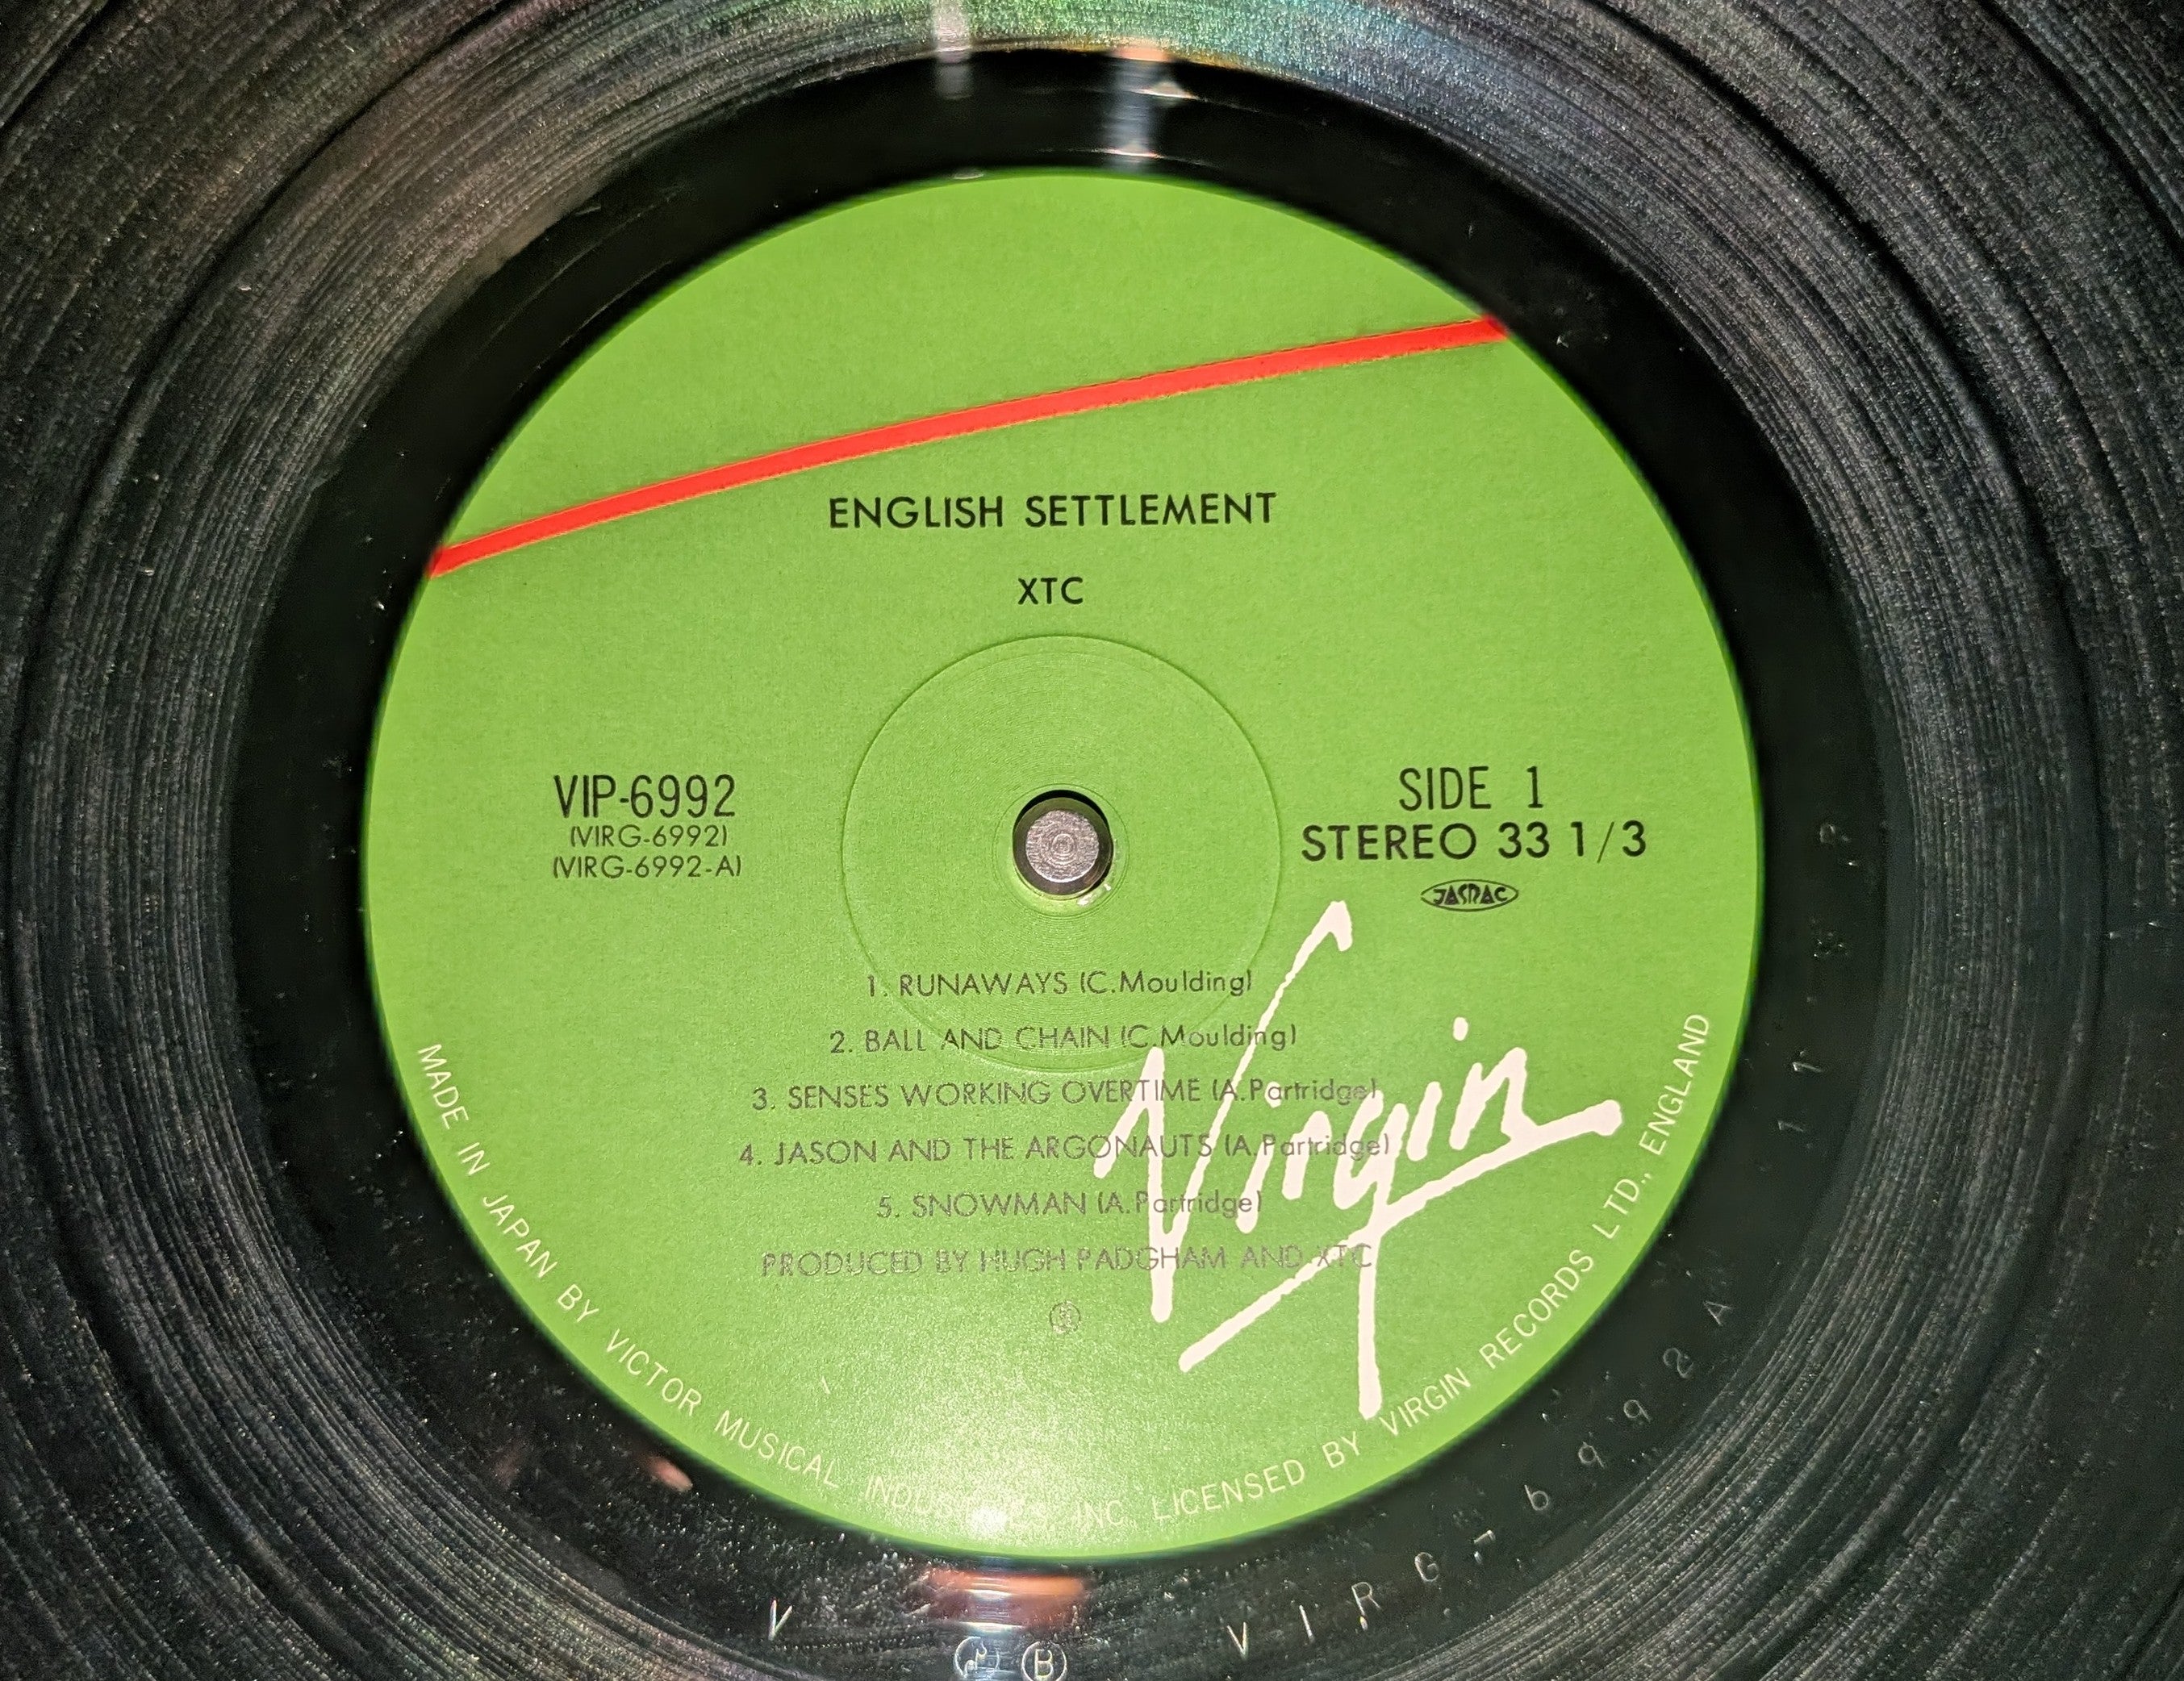 ENGLISH SETTLEMENT
XTC
VIP-6992
(VIRG-6992)
(VIRG-6992-A)
SIDE 1
STEREO 33 1/3
JASRAC
1. RUNAWAYS (C.Moulding)
2. BALL AND CHAIN (C.Moulding)
3. SENSES WORKING OVERTIME (A.Partridge)
4. JASON AND THE ARGONAUTS (A.Partridge)
5. SNOWMAN (A.Partridge)
PRODUCED BY HUGH PADGHAM AND XTC
Virgin
MADE IN JAPAN BY VICTOR MUSICAL INDUSTRIES, INC. LICENSED BY VIRGIN RECORDS LTD., ENGLAND
V
B
VIRG-6992A